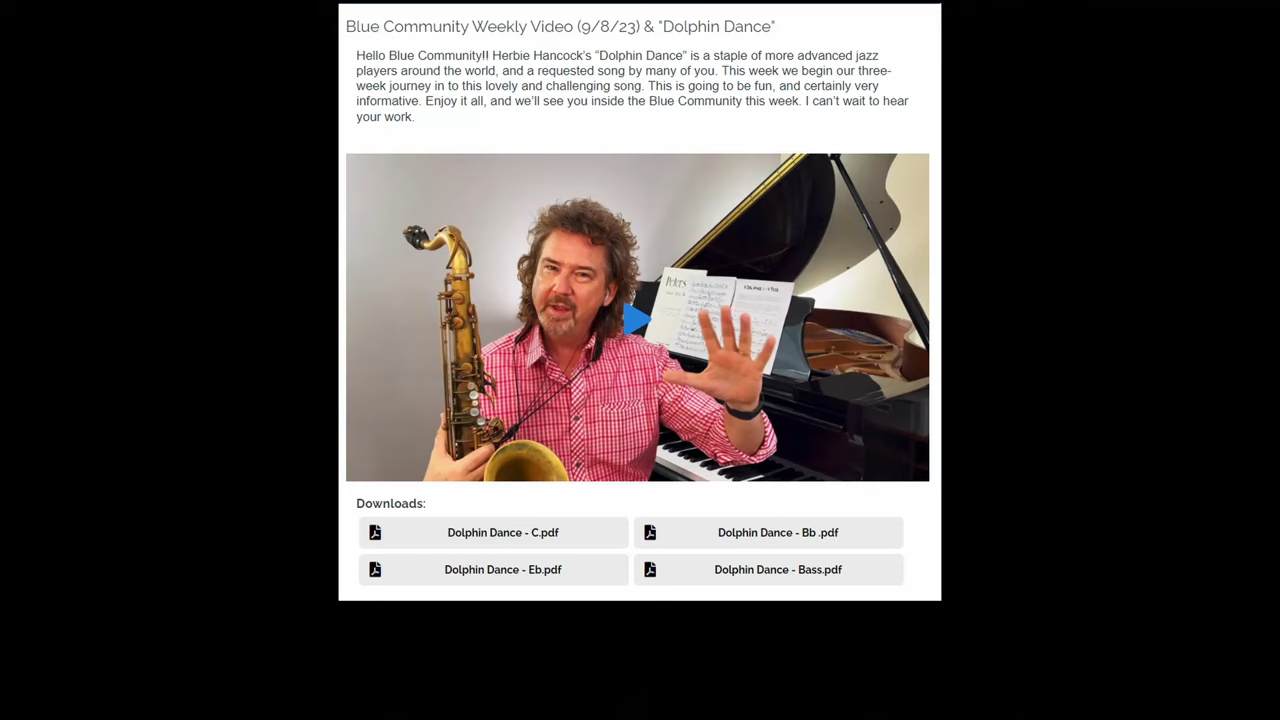 Blue Community Weekly Video (9/8/23) & "Dolphin Dance"
Hello Blue Community!! Herbie Hancock's “Dolphin Dance” is a staple of more advanced jazz
players around the world, and a requested song by many of you. This week we begin our three-
week journey in to this lovely and challenging song. This is going to be fun, and certainly very
informative. Enjoy it all, and we’ll see you inside the Blue Community this week. I can’t wait to hear
your work.
Peters
Downloads:
Dolphin Dance - C.pdf
Dolphin Dance - Bb .pdf
Dolphin Dance - Eb.pdf
Dolphin Dance - Bass.pdf